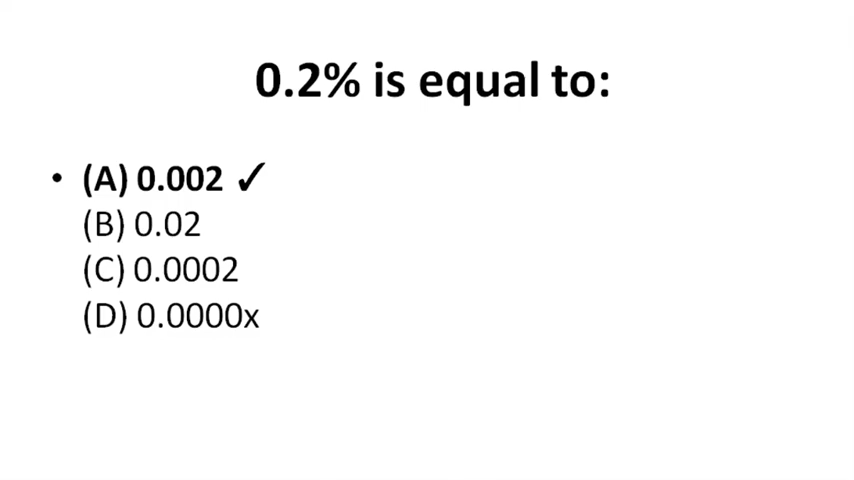 0.2% is equal to:
• (A) 0.002 ✓
(B) 0.02
(C) 0.0002
(D) 0.0000x